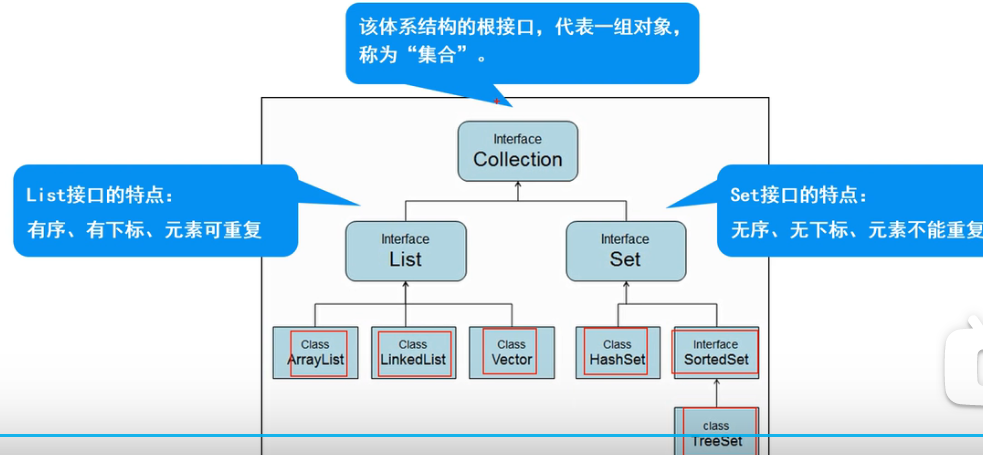 该体系结构的根接口，代表一组对象，
称为“集合”。
Interface
Collection
List接口的特点：
有序、有下标、元素可重复
Set接口的特点：
无序、无下标、元素不能重复
Interface
List
Interface
Set
Class
ArrayList
Class
LinkedList
Class
Vector
Class
HashSet
Interface
SortedSet
class
TreeSet